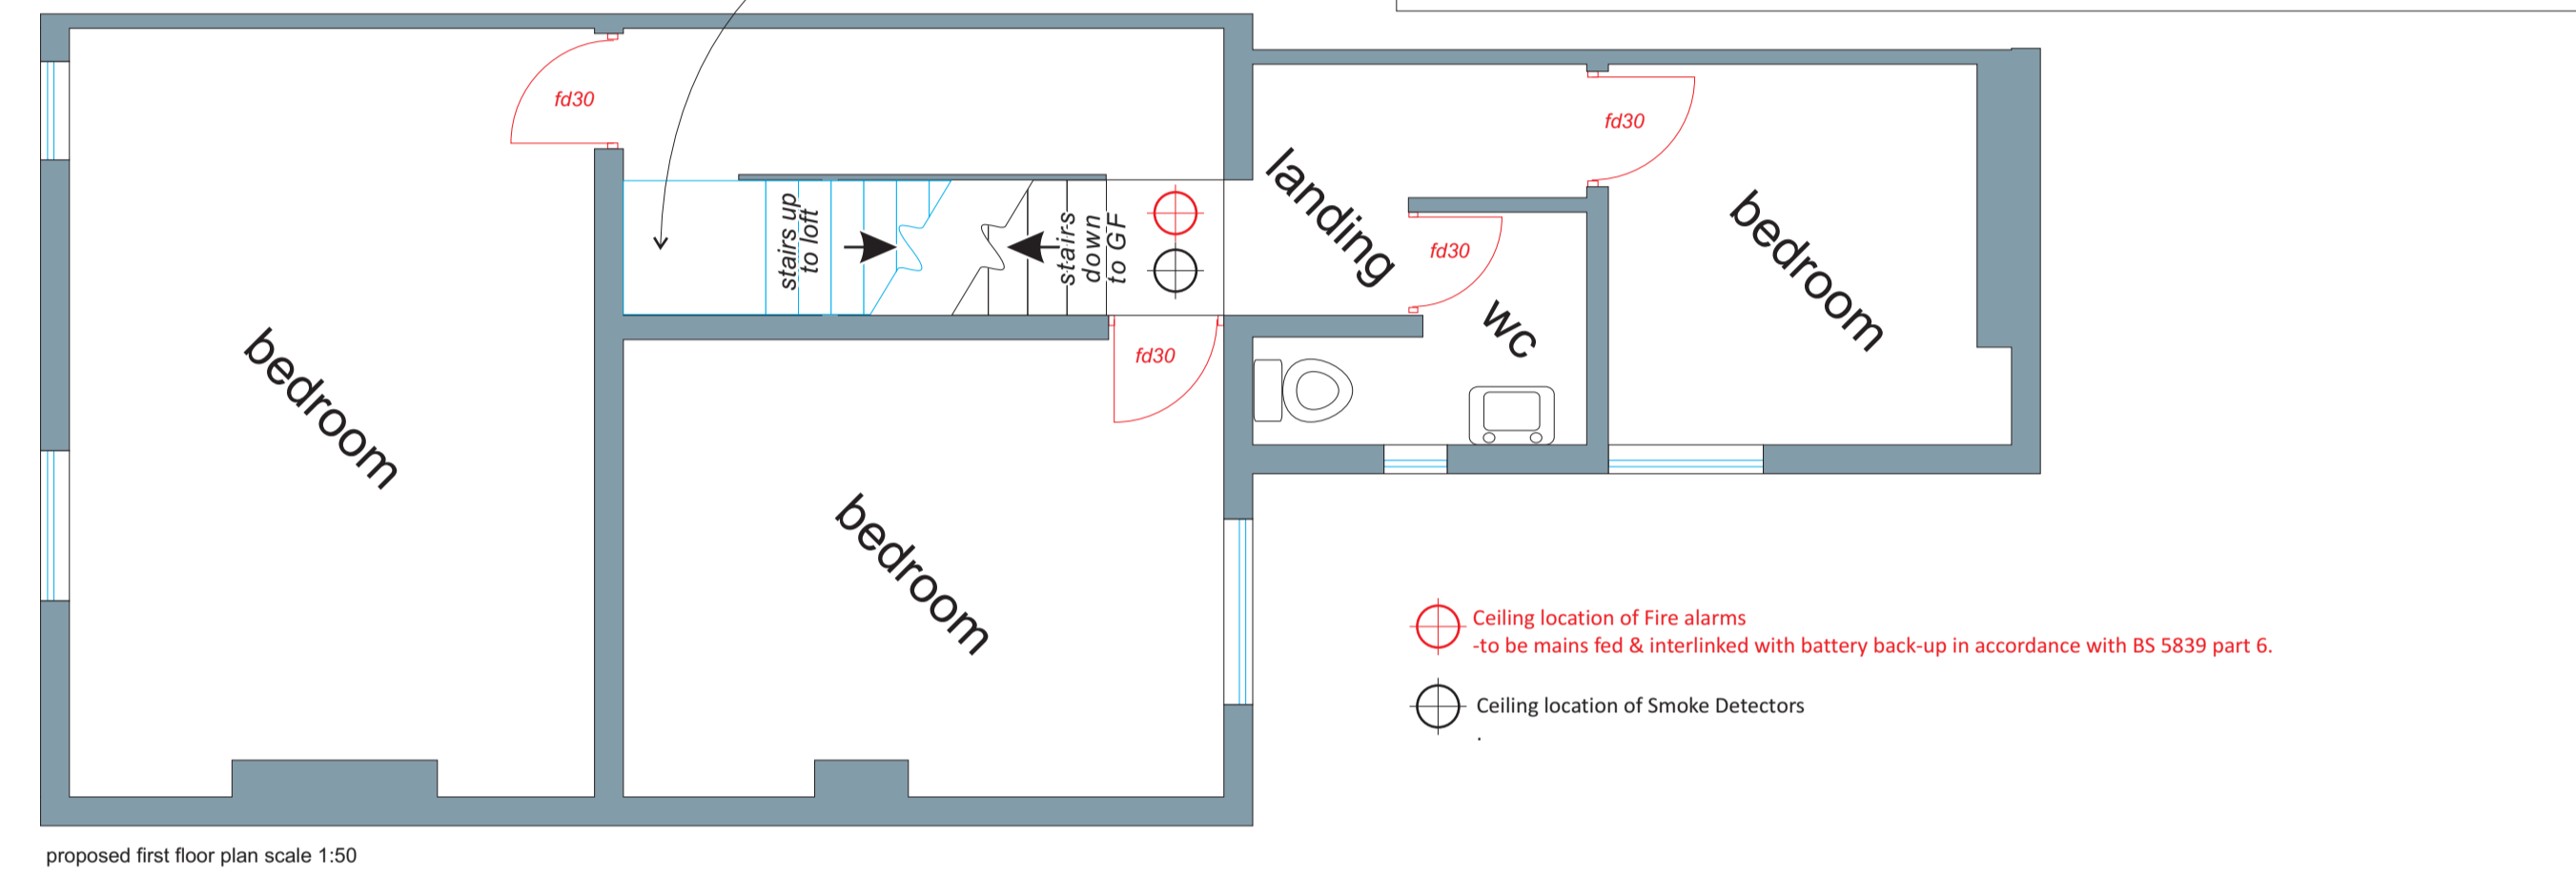 fd30
fd30
landing
stairs up
to loft
stairs
down
to GF
fd30
bedroom
wc
fd30
bedroom
bedroom
Ceiling location of Fire alarms
-to be mains fed & interlinked with battery back-up in accordance with BS 5839 part 6.
Ceiling location of Smoke Detectors
.
proposed first floor plan scale 1:50